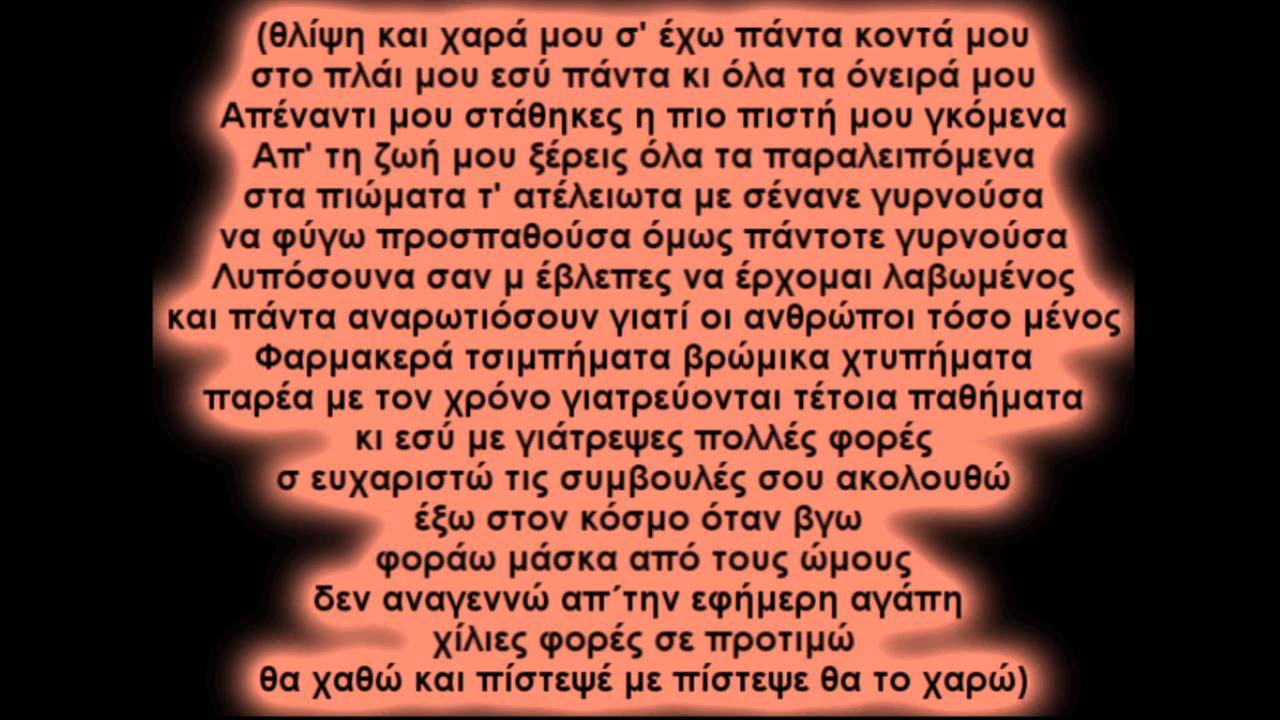 (θλίψη και χαρά μου σ' έχω πάντα κοντά μου
στο πλάι μου εσύ πάντα κι όλα τα όνειρά μου
Απέναντι μου στάθηκες η πιο πιστή μου γκόμενα
Απ' τη ζωή μου ξέρεις όλα τα παραλειπόμενα
στα πιώματα τ' ατέλειωτα με σένανε γυρνούσα
να φύγω προσπαθούσα όμως πάντοτε γυρνούσα
Λυπόσουνα σαν μ έβλεπες να έρχομαι λαβωμένος
και πάντα αναρωτιόσουν γιατί οι ανθρώποι τόσο μένος
Φαρμακερά τσιμπήματα βρώμικα χτυπήματα
παρέα με τον χρόνο γιατρεύονται τέτοια παθήματα
κι εσύ με γιάτρεψες πολλές φορές
σ ευχαριστώ τις συμβουλές σου ακολουθώ
έξω στον κόσμο όταν βγω
φοράω μάσκα από τους ώμους
δεν αναγεννώ απ΄την εφήμερη αγάπη
χίλιες φορές σε προτιμώ
θα χαθώ και πίστεψέ με πίστεψε θα το χαρώ)